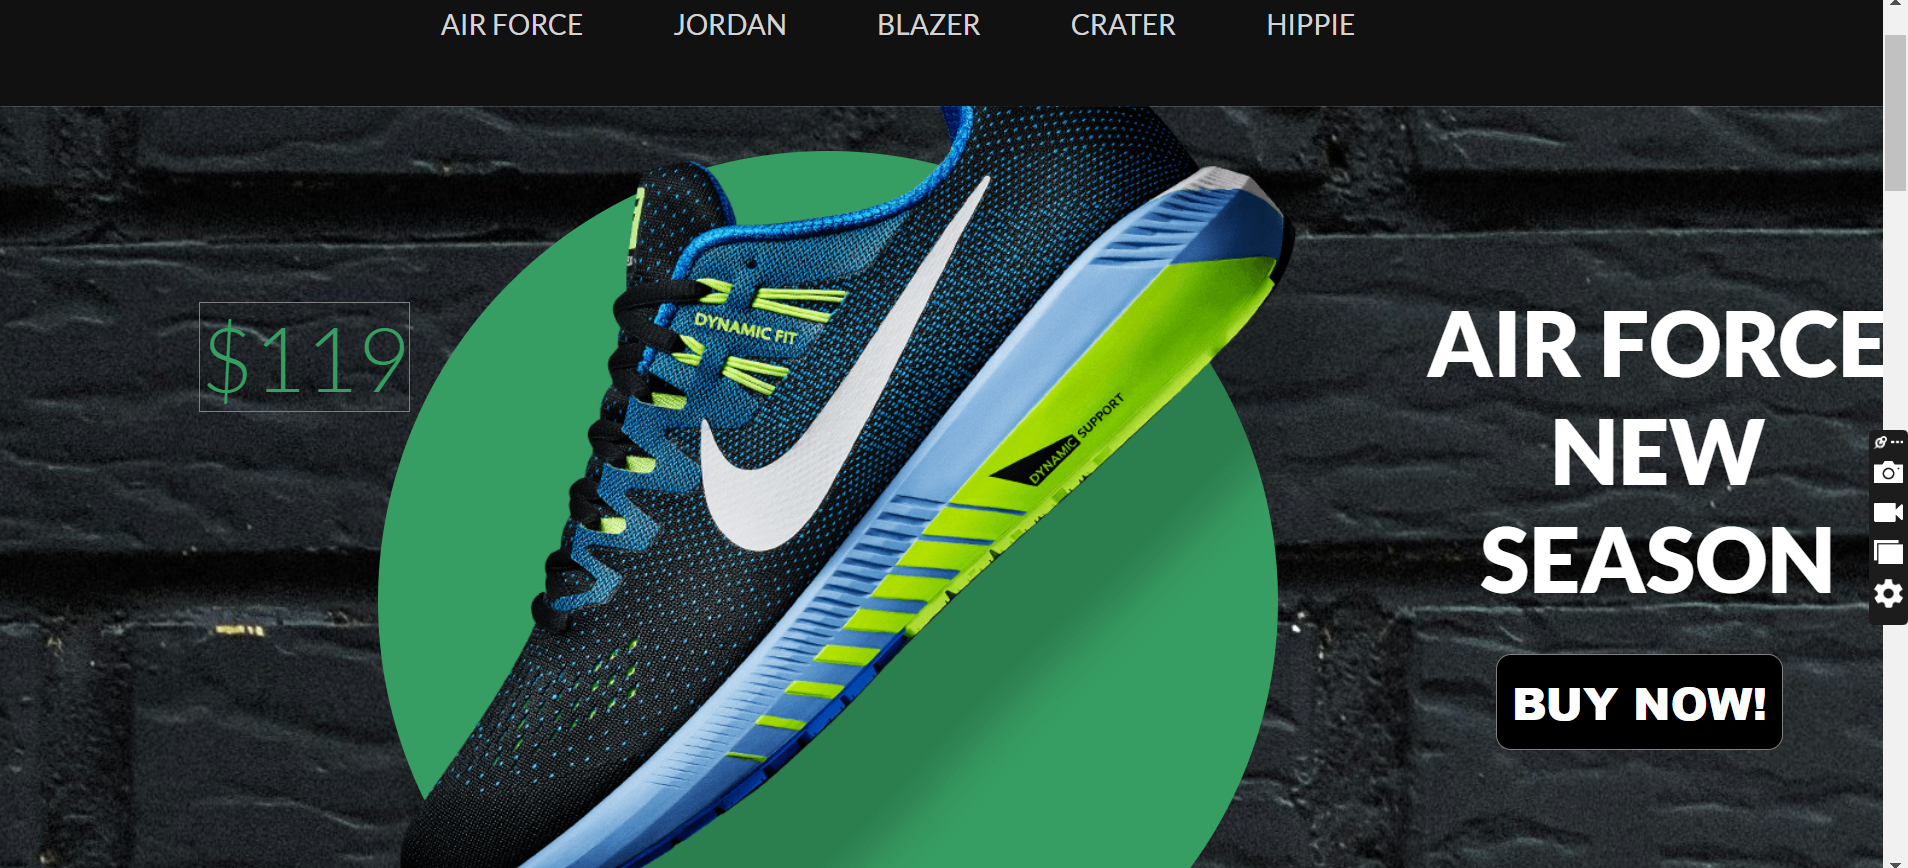 AIR FORCE JORDAN BLAZER CRATER HIPPIE
$119
DYNAMIC FIT
DYNAMIC SUPPORT
AIR FORCE
NEW
SEASON
BUY NOW!